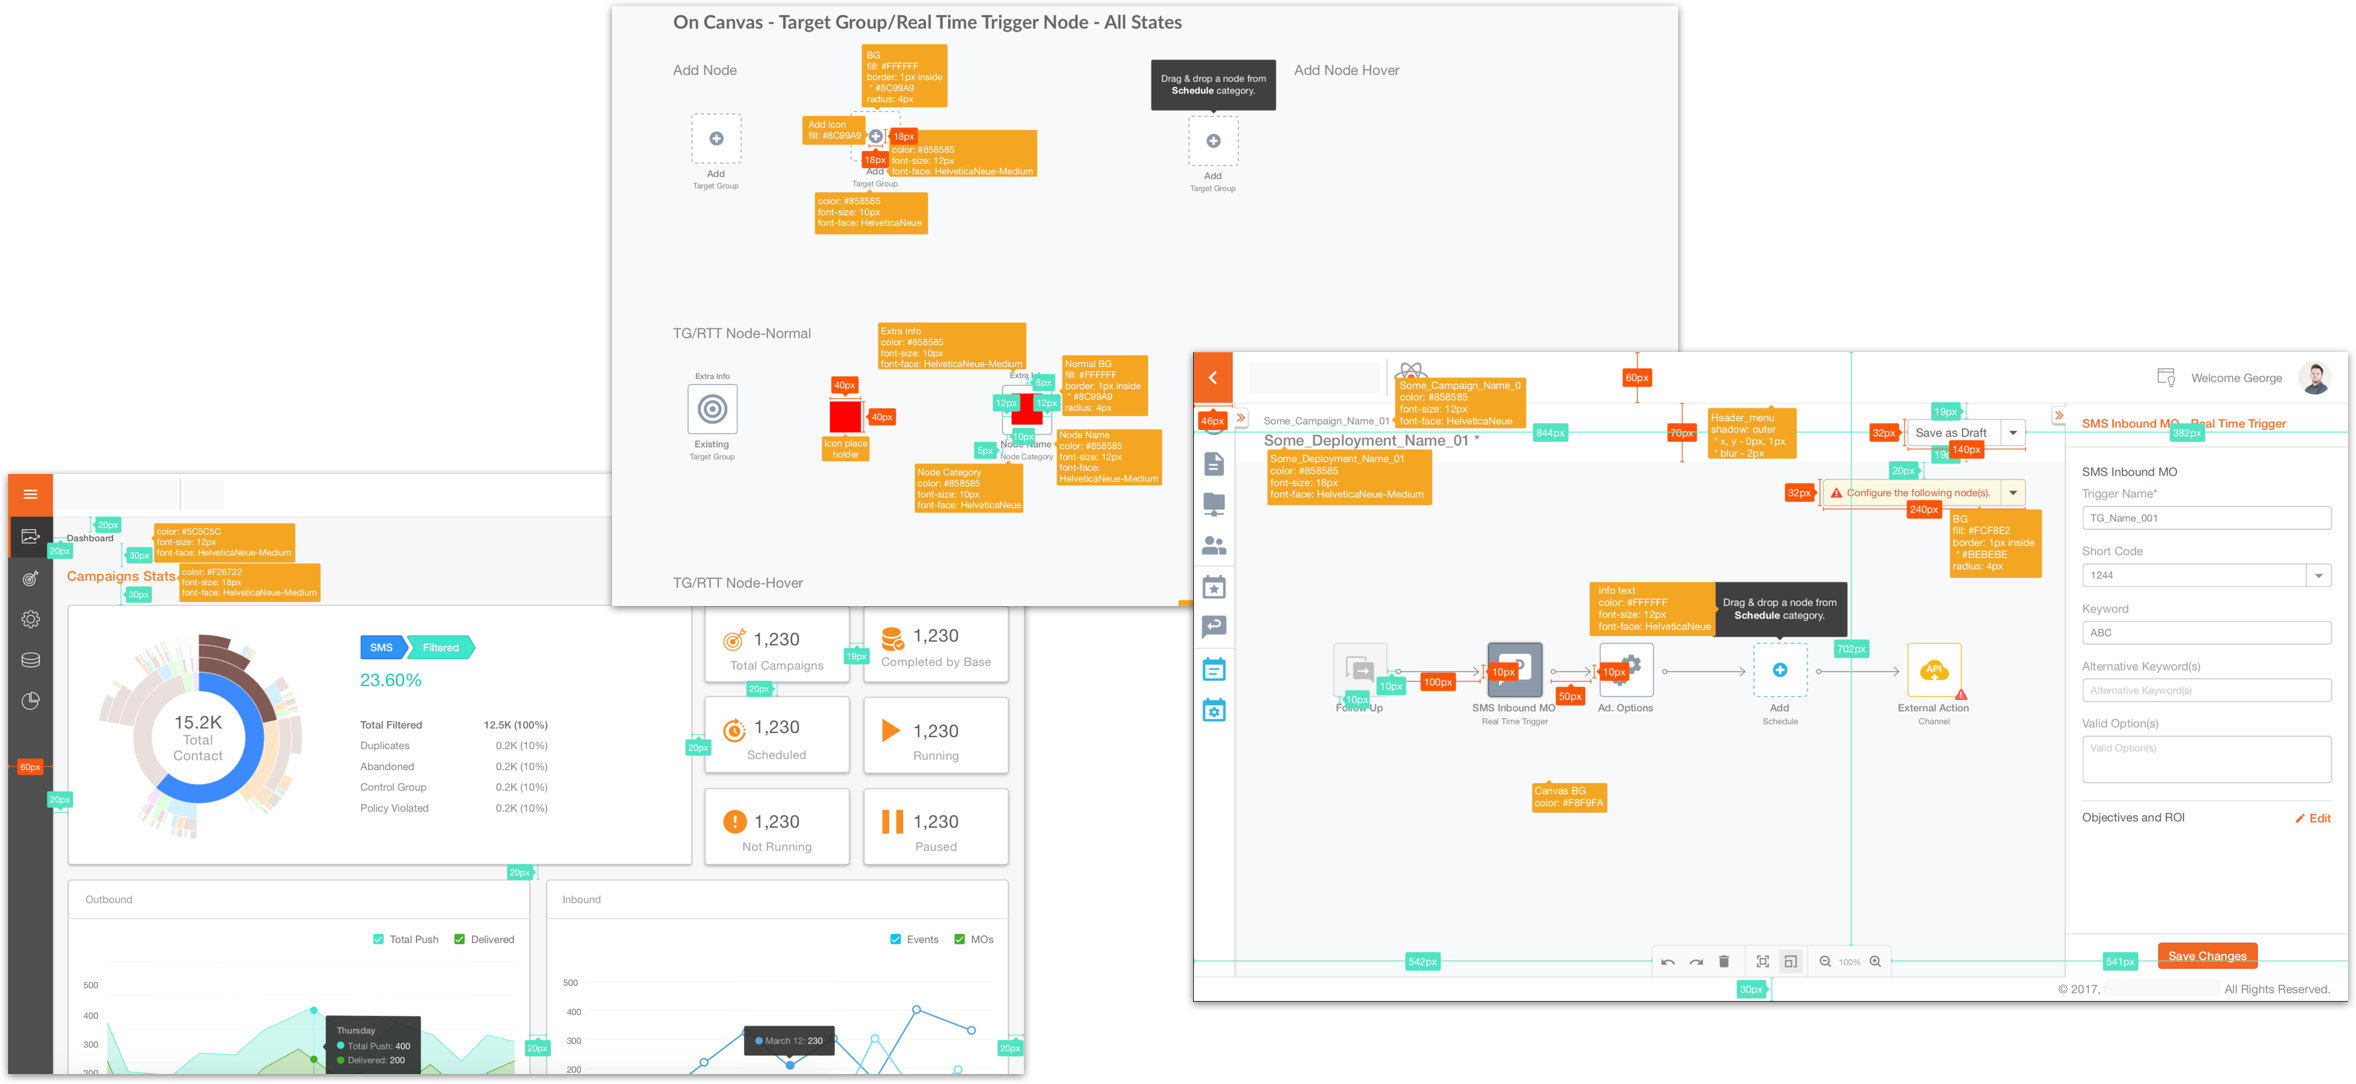 On Canvas - Target Group/Real Time Trigger Node - All States
Add Node
BG
fill: #FFFFFF
border: 1px inside
* #8C99A9
radius: 4px
Add icon
fill: #8C99A9
18px
18px
color: #858585
font-size: 12px
font-face: HelveticaNeue-Medium
Add
Target Group
Add
Target Group
color: #858585
font-size: 10px
font-face: HelveticaNeue
Drag & drop a node from
Schedule category.
Add
Target Group
Add Node Hover
TG/RTT Node-Normal
Extra Info
color: #858585
font-size: 10px
font-face: HelveticaNeue-Medium
Extra Info
Existing
Target Group
40px
40px
Icon place
holder
8px
12px
12px
10px
5px
Node Name
Node Category
Normal BG
fill: #FFFFFF
border: 1px inside
* #8C99A9
radius: 4px
Node Name
color: #858585
font-size: 12px
font-face:
HelveticaNeue-Medium
Node Category
color: #858585
font-size: 10px
font-face: HelveticaNeue
TG/RTT Node-Hover
20px
20px
Dashboard
30px
color: #5C5C5C
font-size: 12px
font-face: HelveticaNeue-Medium
Campaigns Stats
color: #F26722
font-size: 18px
font-face: HelveticaNeue-Medium
30px
60px
20px
15.2K
Total
Contact
SMS
Filtered
23.60%
Total Filtered 12.5K (100%)
Duplicates 0.2K (10%)
Abandoned 0.2K (10%)
Control Group 0.2K (10%)
Policy Violated 0.2K (10%)
1,230
Total Campaigns
19px
1,230
Completed by Base
20px
20px
1,230
Scheduled
1,230
Running
1,230
Not Running
1,230
Paused
20px
Outbound
Total Push
Delivered
500
400
300
200
Thursday
Total Push: 400
Delivered: 200
20px
Inbound
Events
MOs
500
400
300
200
March 12: 230
20px
60px
Welcome George
46px
Some_Campaign_Name_01
Some_Campaign_Name_0
color: #858585
font-size: 12px
font-face: HelveticaNeue
Some_Deployment_Name_01 *
Some_Deployment_Name_01
color: #858585
font-size: 18px
font-face: HelveticaNeue-Medium
844px
70px
Header_menu
shadow: outer
* x, y - 0px, 1px
* blur - 2px
19px
32px
Save as Draft
19px
140px
20px
32px
Configure the following node(s).
240px
BG
fill: #FCF8E2
border: 1px inside
* #BEBEBE
radius: 4px
info text
color: #FFFFFF
font-size: 12px
font-face: HelveticaNeue
Drag & drop a node from
Schedule category.
702px
10px
10px
Follow Up
100px
10px
SMS Inbound MO
Real Time Trigger
50px
10px
Ad. Options
Add
Schedule
API
External Action
Channel
Canvas BG
color: #F8F9FA
542px
100%
30px
SMS Inbound MO - Real Time Trigger
382px
SMS Inbound MO
Trigger Name*
TG_Name_001
Short Code
1244
Keyword
ABC
Alternative Keyword(s)
Alternative Keyword(s)
Valid Option(s)
Valid Option(s)
Objectives and ROI
Edit
541px
Save Changes
© 2017,
All Rights Reserved.